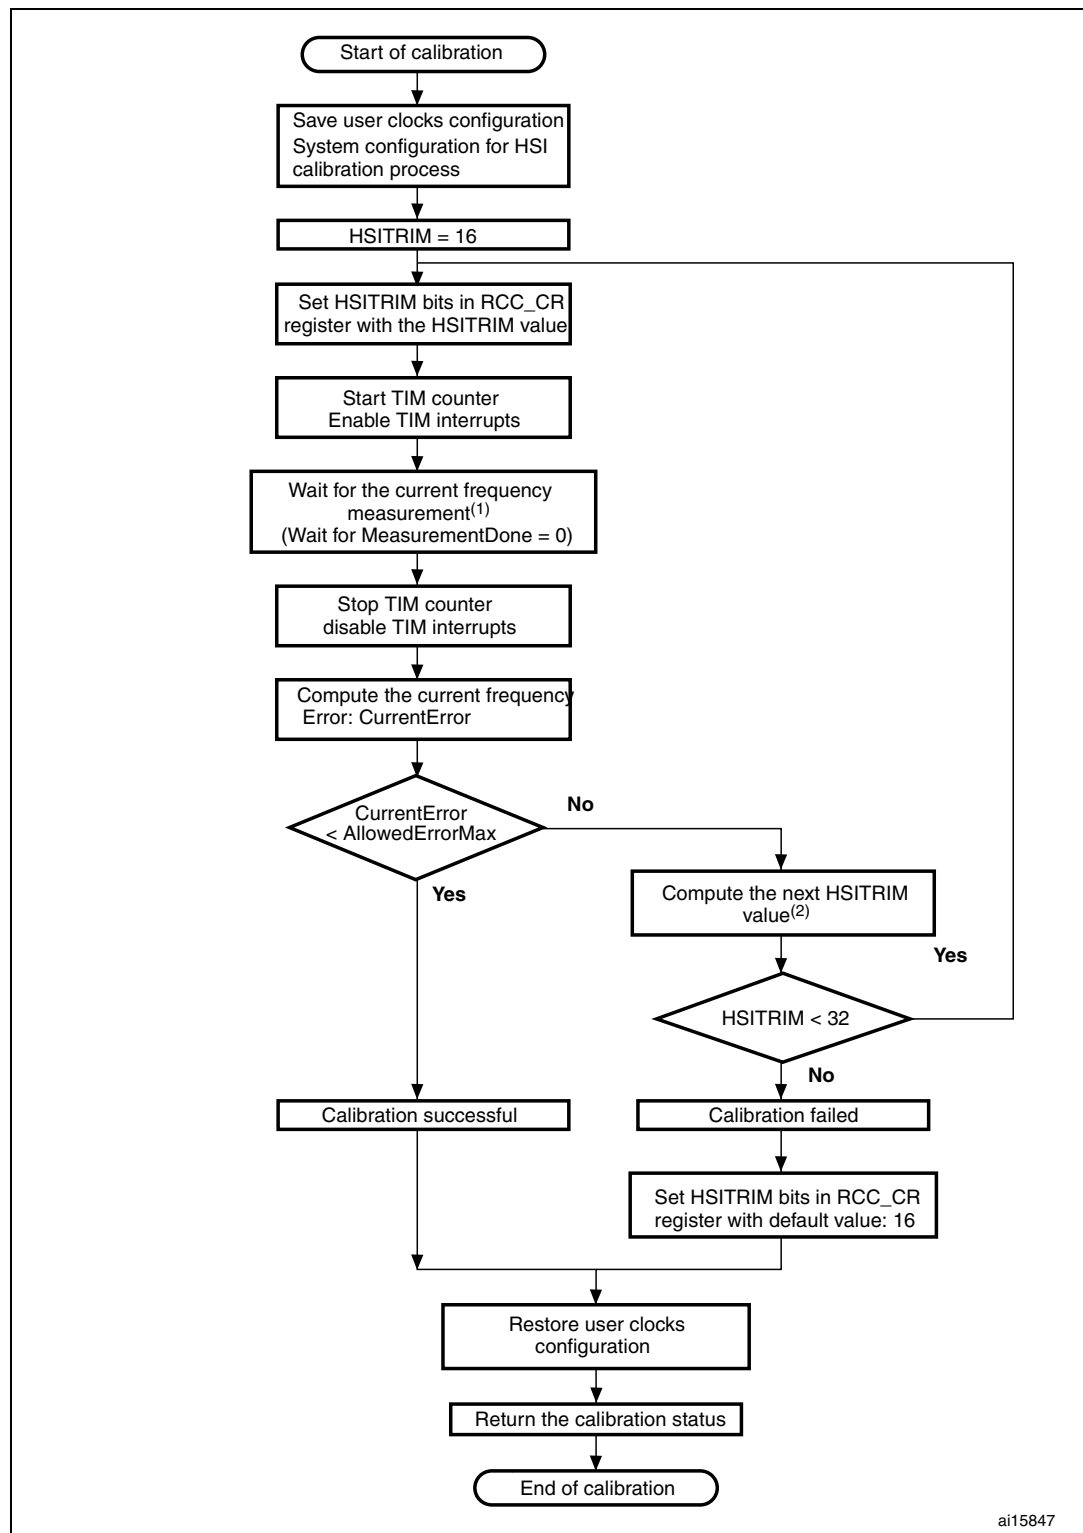 Start of calibration
Save user clocks configuration
System configuration for HSI
calibration process
HSITRIM = 16
Set HSITRIM bits in RCC_CR
register with the HSITRIM value
Start TIM counter
Enable TIM interrupts
Wait for the current frequency
measurement(1)
(Wait for MeasurementDone = 0)
Stop TIM counter
disable TIM interrupts
Compute the current frequency
Error: CurrentError
CurrentError
< AllowedErrorMax
No
Yes
Compute the next HSITRIM
value(2)
Yes
HSITRIM < 32
No
Calibration successful
Calibration failed
Set HSITRIM bits in RCC_CR
register with default value: 16
Restore user clocks
configuration
Return the calibration status
End of calibration
ai15847